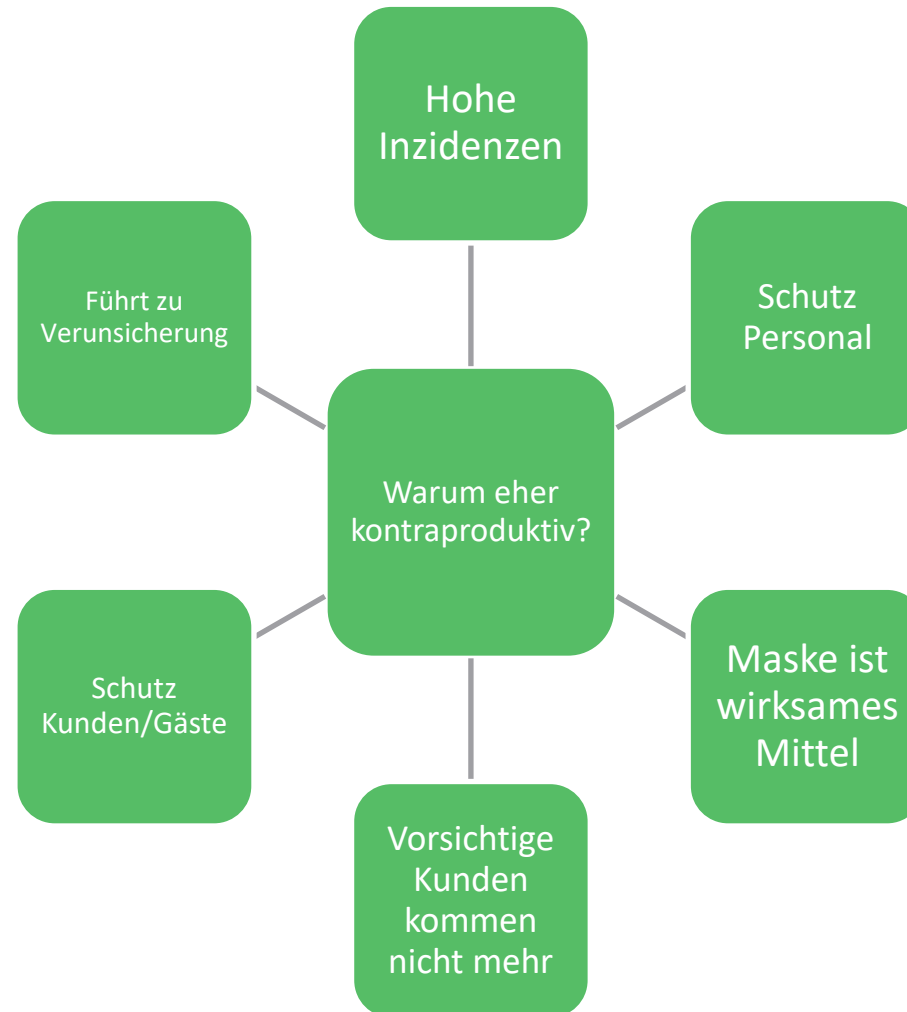 Hohe
Inzidenzen
Führt zu
Verunsicherung
Schutz
Personal
Warum eher
kontraproduktiv?
Schutz
Kunden/Gäste
Maske ist
wirksames
Mittel
Vorsichtige
Kunden
kommen
nicht mehr